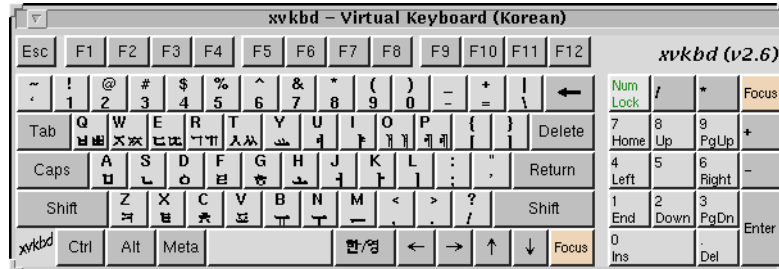 xvkbd – Virtual Keyboard (Korean)
Esc F1 F2 F3 F4 F5 F6 F7 F8 F9 F10 F11 F12 xvkbd (v2.6)
~ ! @ # $ % ^ & * ( ) _ + | ←
` 1 2 3 4 5 6 7 8 9 0 - = \
Num Lock / * Focus
Tab Q W E R T Y U I O P { } Delete
ㅂㅃ ㅈㅉ ㄷㄸ ㄱㄲ ㅅㅆ ㅛ ㅕ ㅑ ㅐㅒ ㅔㅖ [ ]
7 Home 8 Up 9 PgUp +
Caps A S D F G H J K L : " Return
ㅁ ㄴ ㅇ ㄹ ㅎ ㅗ ㅓ ㅏ ㅣ ; '
4 Left 5 6 Right -
Shift Z X C V B N M < > ? Shift
ㅋ ㅌ ㅊ ㅍ ㅠ ㅜ ㅡ , . /
1 End 2 Down 3 PgDn Enter
xvkbd Ctrl Alt Meta 한/영 ← → ↑ ↓ Focus
0 Ins . Del